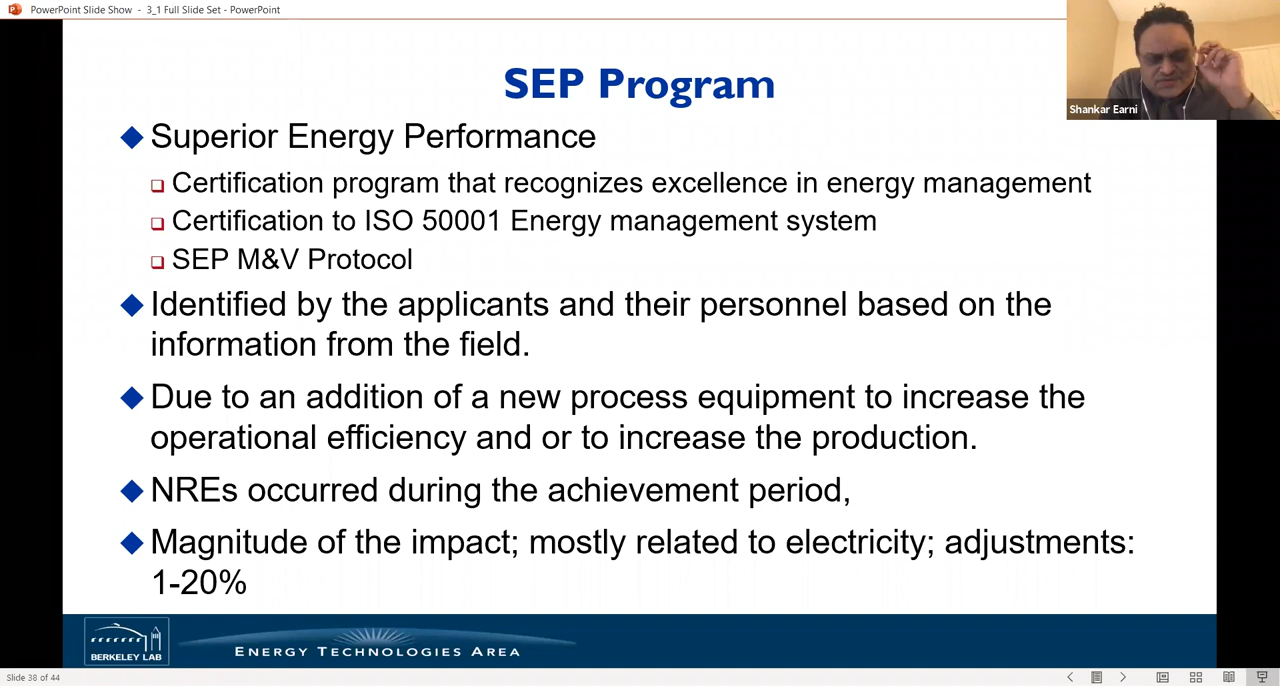 PowerPoint Slide Show - 3_1 Full Slide Set - PowerPoint
Shankar Earni
SEP Program
Superior Energy Performance
Certification program that recognizes excellence in energy management
Certification to ISO 50001 Energy management system
SEP M&V Protocol
Identified by the applicants and their personnel based on the
information from the field.
Due to an addition of a new process equipment to increase the
operational efficiency and or to increase the production.
NREs occurred during the achievement period,
Magnitude of the impact; mostly related to electricity; adjustments:
1-20%
BERKELEY LAB
ENERGY TECHNOLOGIES AREA
Slide 38 of 44